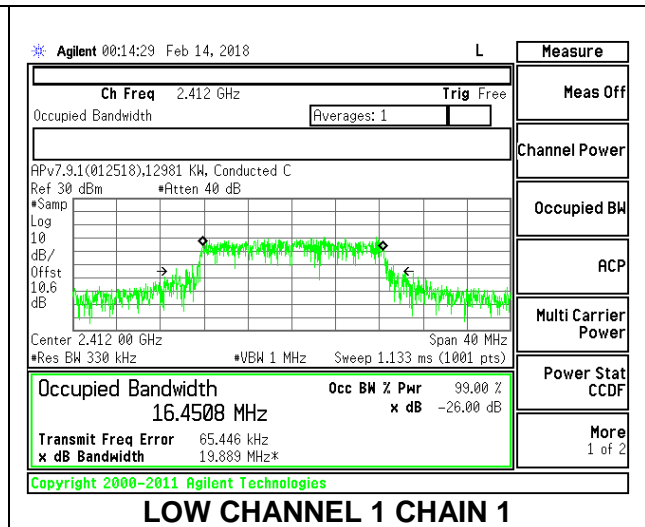 Agilent 00:14:29 Feb 14, 2018 L
Measure
Ch Freq 2.412 GHz Trig Free
Occupied Bandwidth Averages: 1
APv7.9.1(012518),12981 KW, Conducted C
Ref 30 dBm #Atten 40 dB
#Samp
Log
10
dB/
Offst
10.6
dB
Center 2.412 00 GHz Span 40 MHz
#Res BW 330 kHz #VBW 1 MHz Sweep 1.133 ms (1001 pts)
Occupied Bandwidth Occ BW % Pwr 99.00 %
16.4508 MHz x dB -26.00 dB
Transmit Freq Error 65.446 kHz
x dB Bandwidth 19.889 MHz*
Copyright 2000-2011 Agilent Technologies
Meas Off
Channel Power
Occupied BW
ACP
Multi Carrier
Power
Power Stat
CCDF
More
1 of 2
LOW CHANNEL 1 CHAIN 1